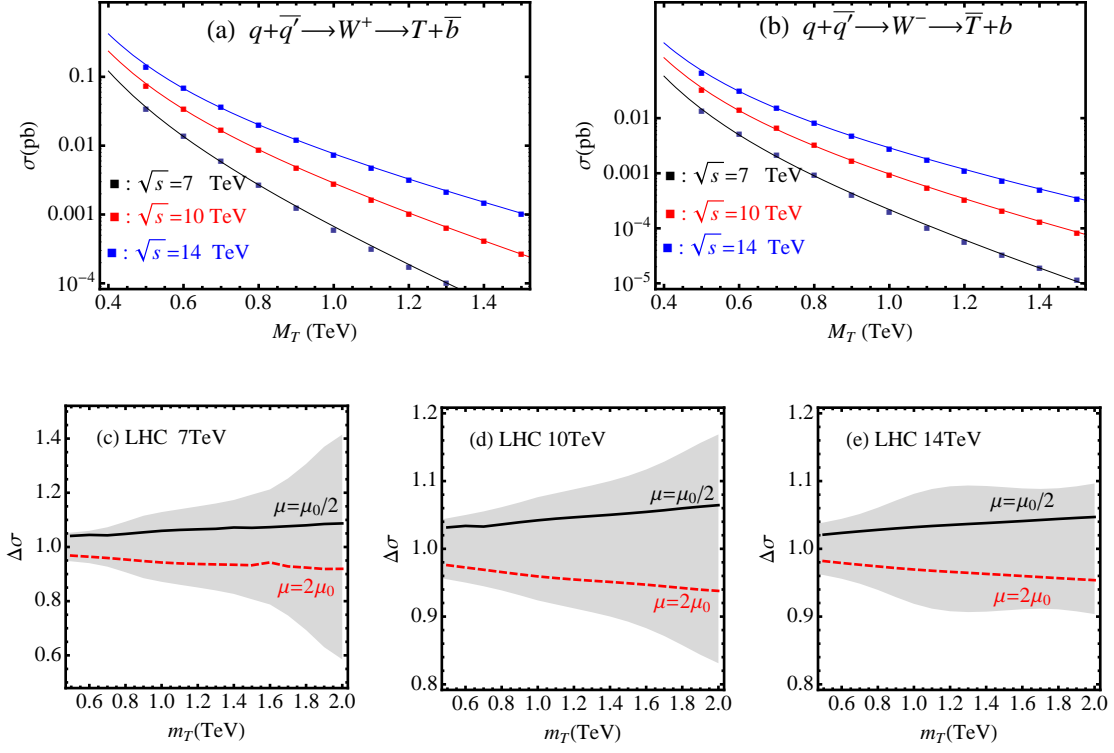 (a) q+q̅′⟶W⁺⟶T+b̅
0.1
0.01
0.001
10⁻⁴
σ(pb)
■ : √s =7 TeV
■ : √s =10 TeV
■ : √s =14 TeV
0.4 0.6 0.8 1.0 1.2 1.4
M_T (TeV)
(b) q+q̅′⟶W⁻⟶T̅+b
0.1
0.01
0.001
10⁻⁴
10⁻⁵
σ(pb)
■ : √s =7 TeV
■ : √s =10 TeV
■ : √s =14 TeV
0.4 0.6 0.8 1.0 1.2 1.4
M_T (TeV)
(c) LHC 7TeV
1.4
1.2
1.0
0.8
0.6
Δσ
μ=μ₀/2
μ=2μ₀
0.6 0.8 1.0 1.2 1.4 1.6 1.8 2.0
m_T(TeV)
(d) LHC 10TeV
1.2
1.1
1.0
0.9
0.8
Δσ
μ=μ₀/2
μ=2μ₀
0.6 0.8 1.0 1.2 1.4 1.6 1.8 2.0
m_T(TeV)
(e) LHC 14TeV
1.2
1.1
1.0
0.9
0.8
Δσ
μ=μ₀/2
μ=2μ₀
0.6 0.8 1.0 1.2 1.4 1.6 1.8 2.0
m_T(TeV)